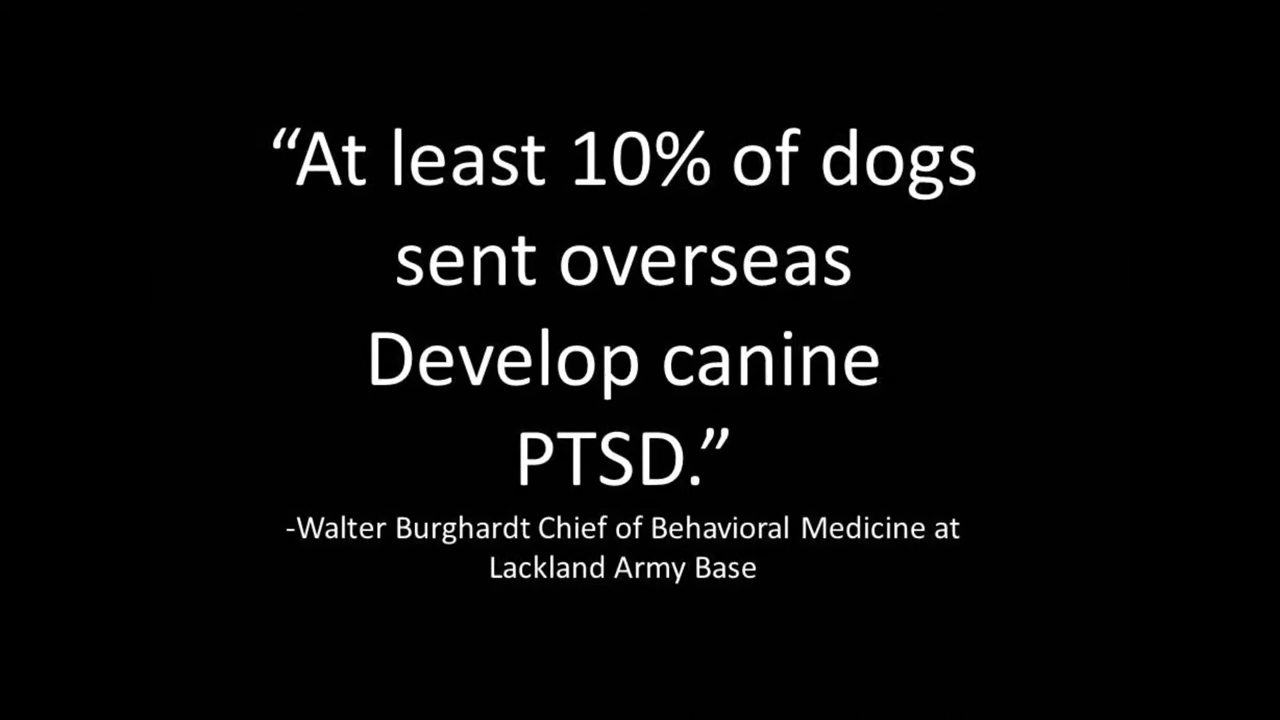 “At least 10% of dogs
sent overseas
Develop canine
PTSD.”
-Walter Burghardt Chief of Behavioral Medicine at
Lackland Army Base